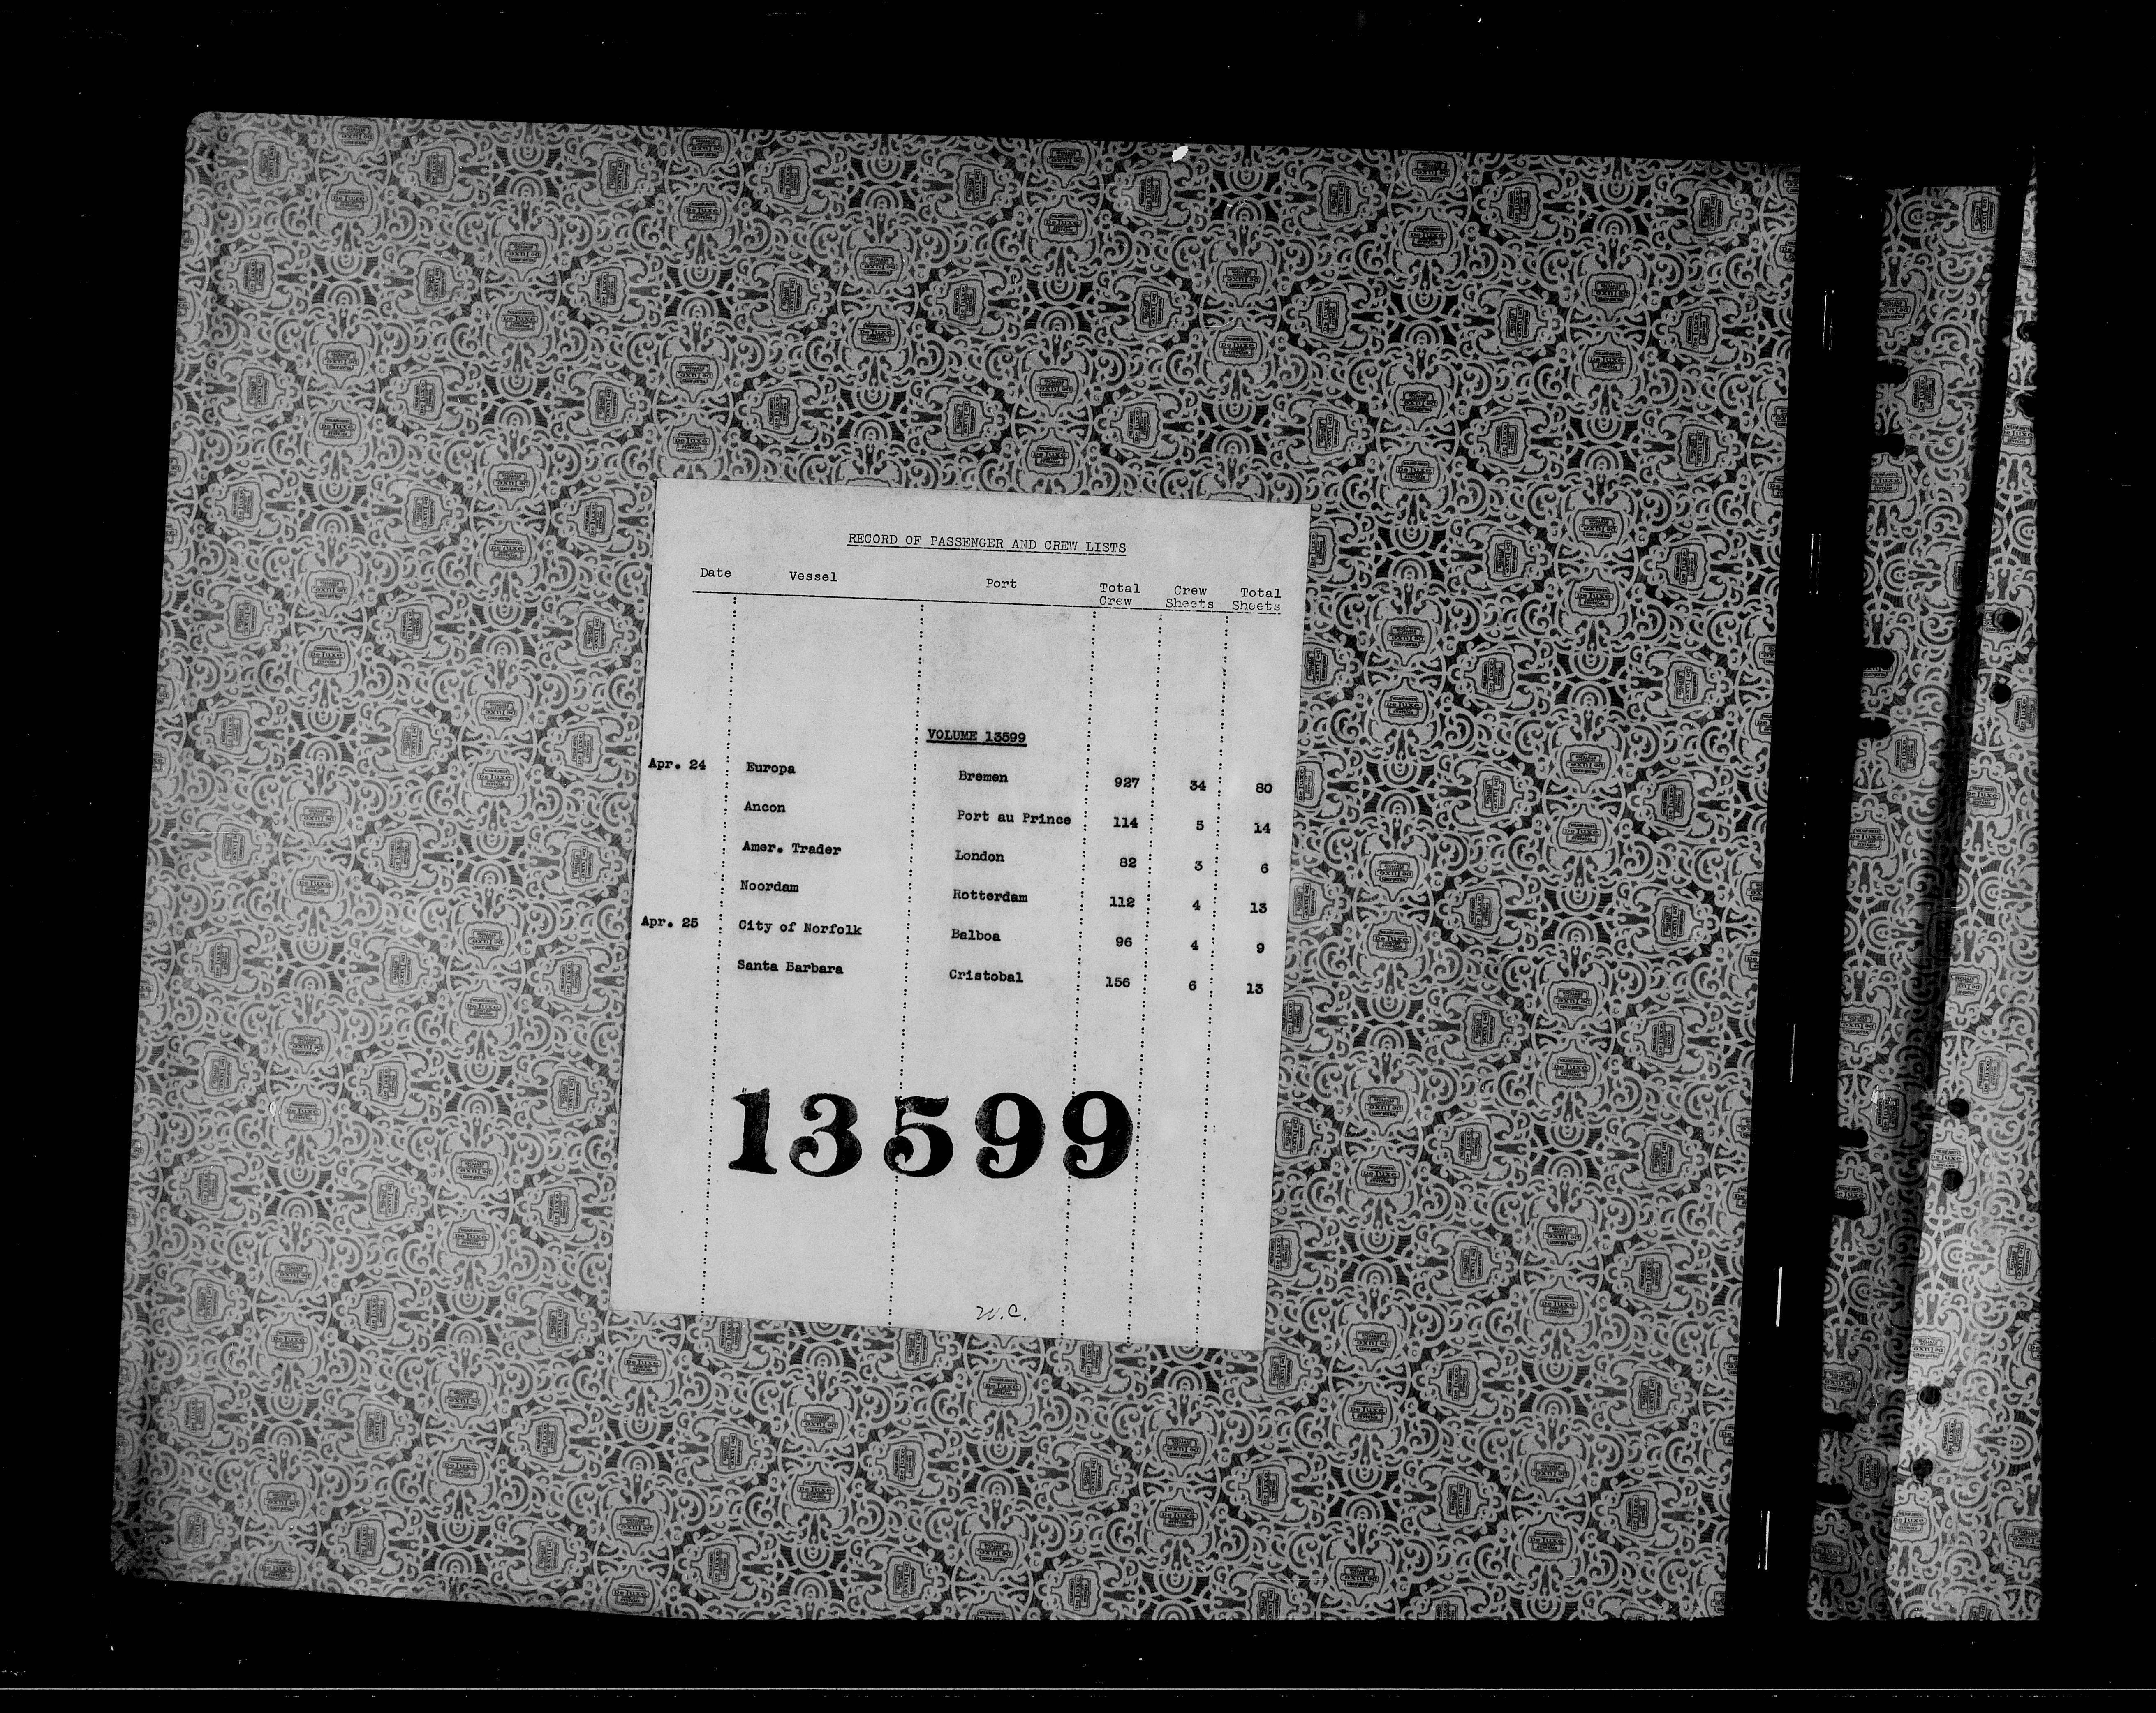 RECORD OF PASSENGER AND CREW LISTS
Date Vessel Port Total Crew Crew Sheets Total Sheets
VOLUME 13599
Apr. 24 Europa Bremen 927 34 80
Ancon Port au Prince 114 5 14
Amer. Trader London 82 3 6
Noordam Rotterdam 112 4 13
Apr. 25 City of Norfolk Balboa 96 4 9
Santa Barbara Cristobal 156 6 13
13599
W.C.